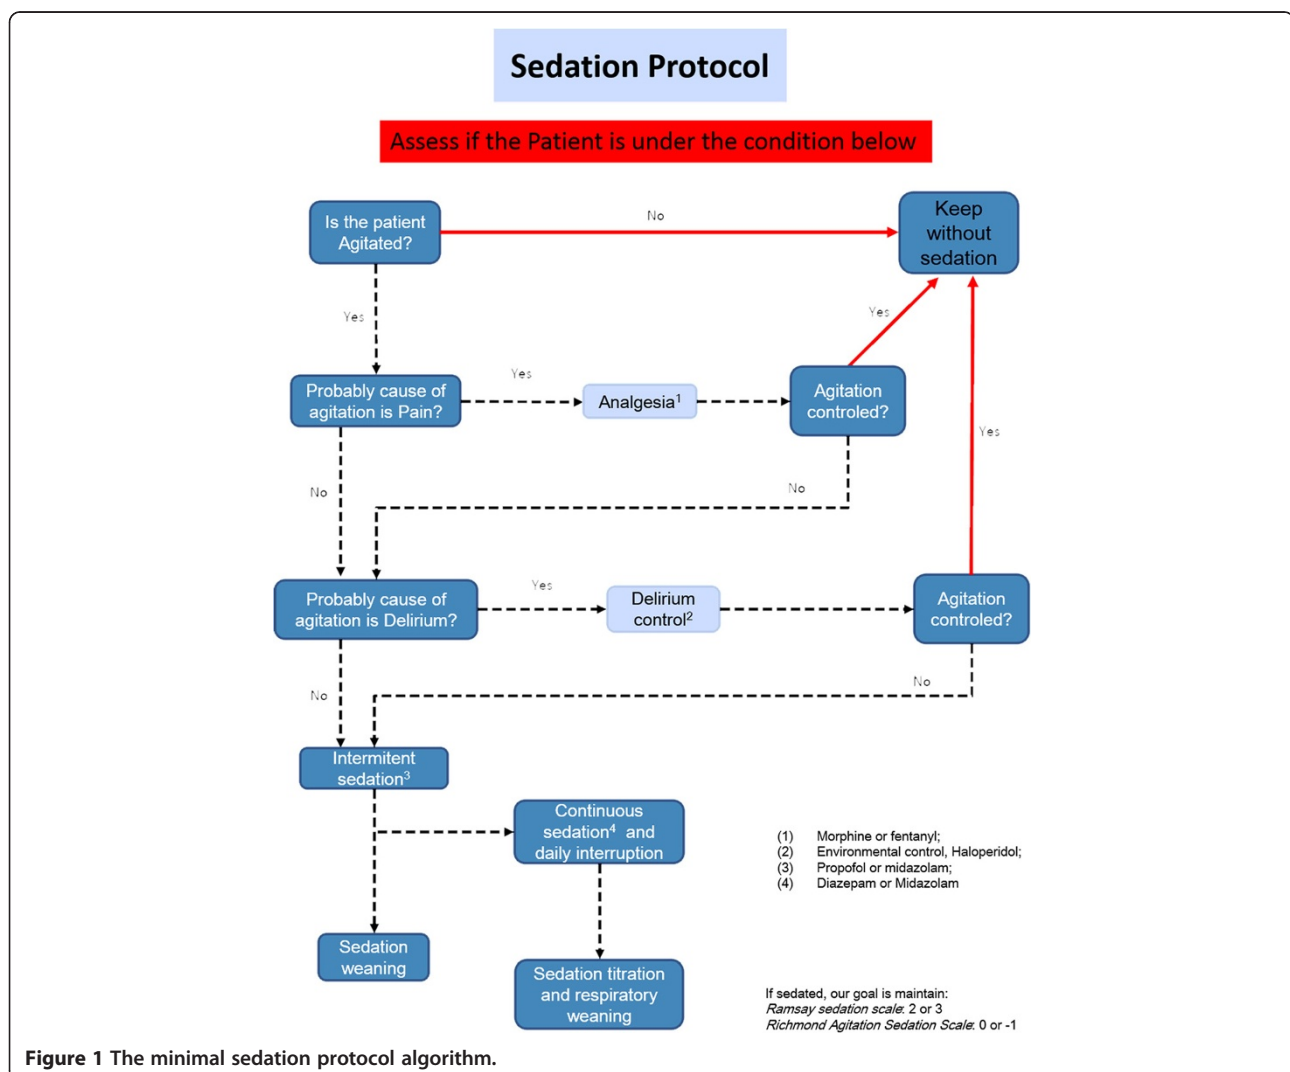 Sedation Protocol
Assess if the Patient is under the condition below
Is the patient
Agitated?
No
Keep
without
sedation
Yes
Yes
Probably cause of
agitation is Pain?
Yes
Analgesia¹
Agitation
controled?
Yes
No
No
Probably cause of
agitation is Delirium?
Yes
Delirium
control²
Agitation
controled?
No
No
Intermitent
sedation³
Continuous
sedation⁴ and
daily interruption
(1) Morphine or fentanyl;
(2) Environmental control, Haloperidol;
(3) Propofol or midazolam;
(4) Diazepam or Midazolam
Sedation
weaning
Sedation titration
and respiratory
weaning
If sedated, our goal is maintain:
Ramsay sedation scale: 2 or 3
Richmond Agitation Sedation Scale: 0 or -1
Figure 1 The minimal sedation protocol algorithm.